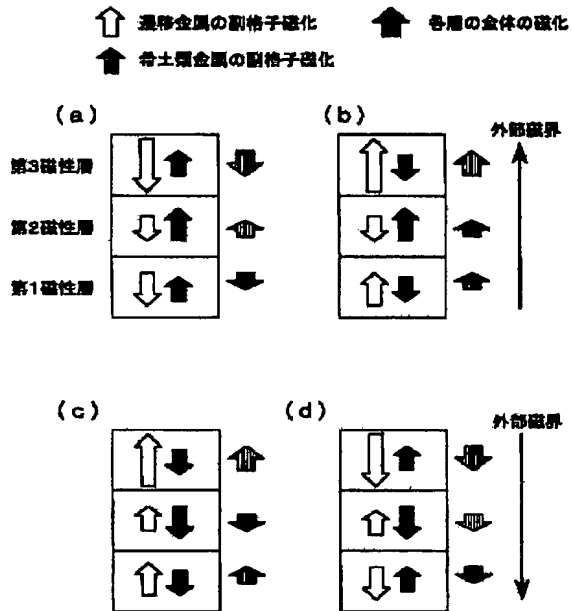 遷移金属の副格子磁化
各層の全体の磁化
希土類金属の副格子磁化
(a)
(b)
外部磁界
第3磁性層
第2磁性層
第1磁性層
(c)
(d)
外部磁界